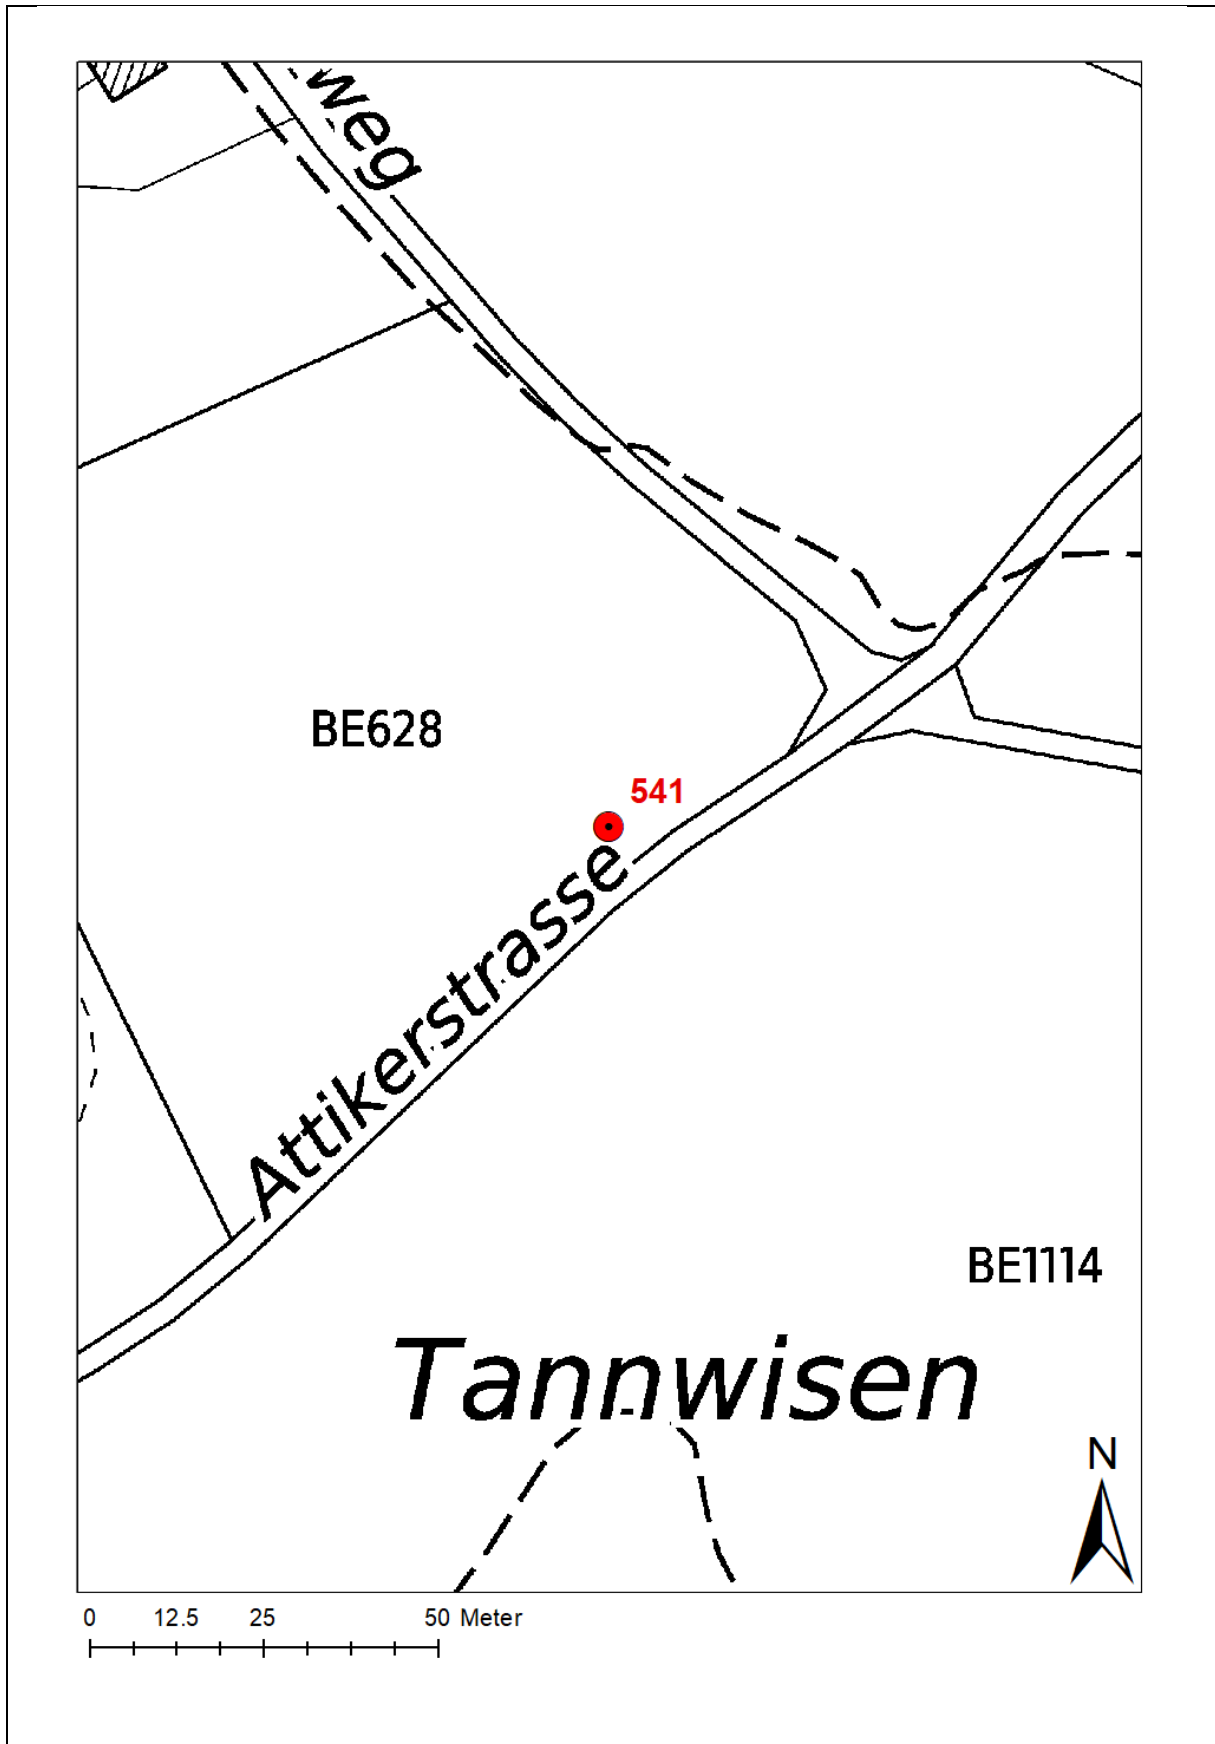 weg
BE628
541
Attikerstrasse
BE1114
Tannwisen
N
0 12.5 25 50 Meter